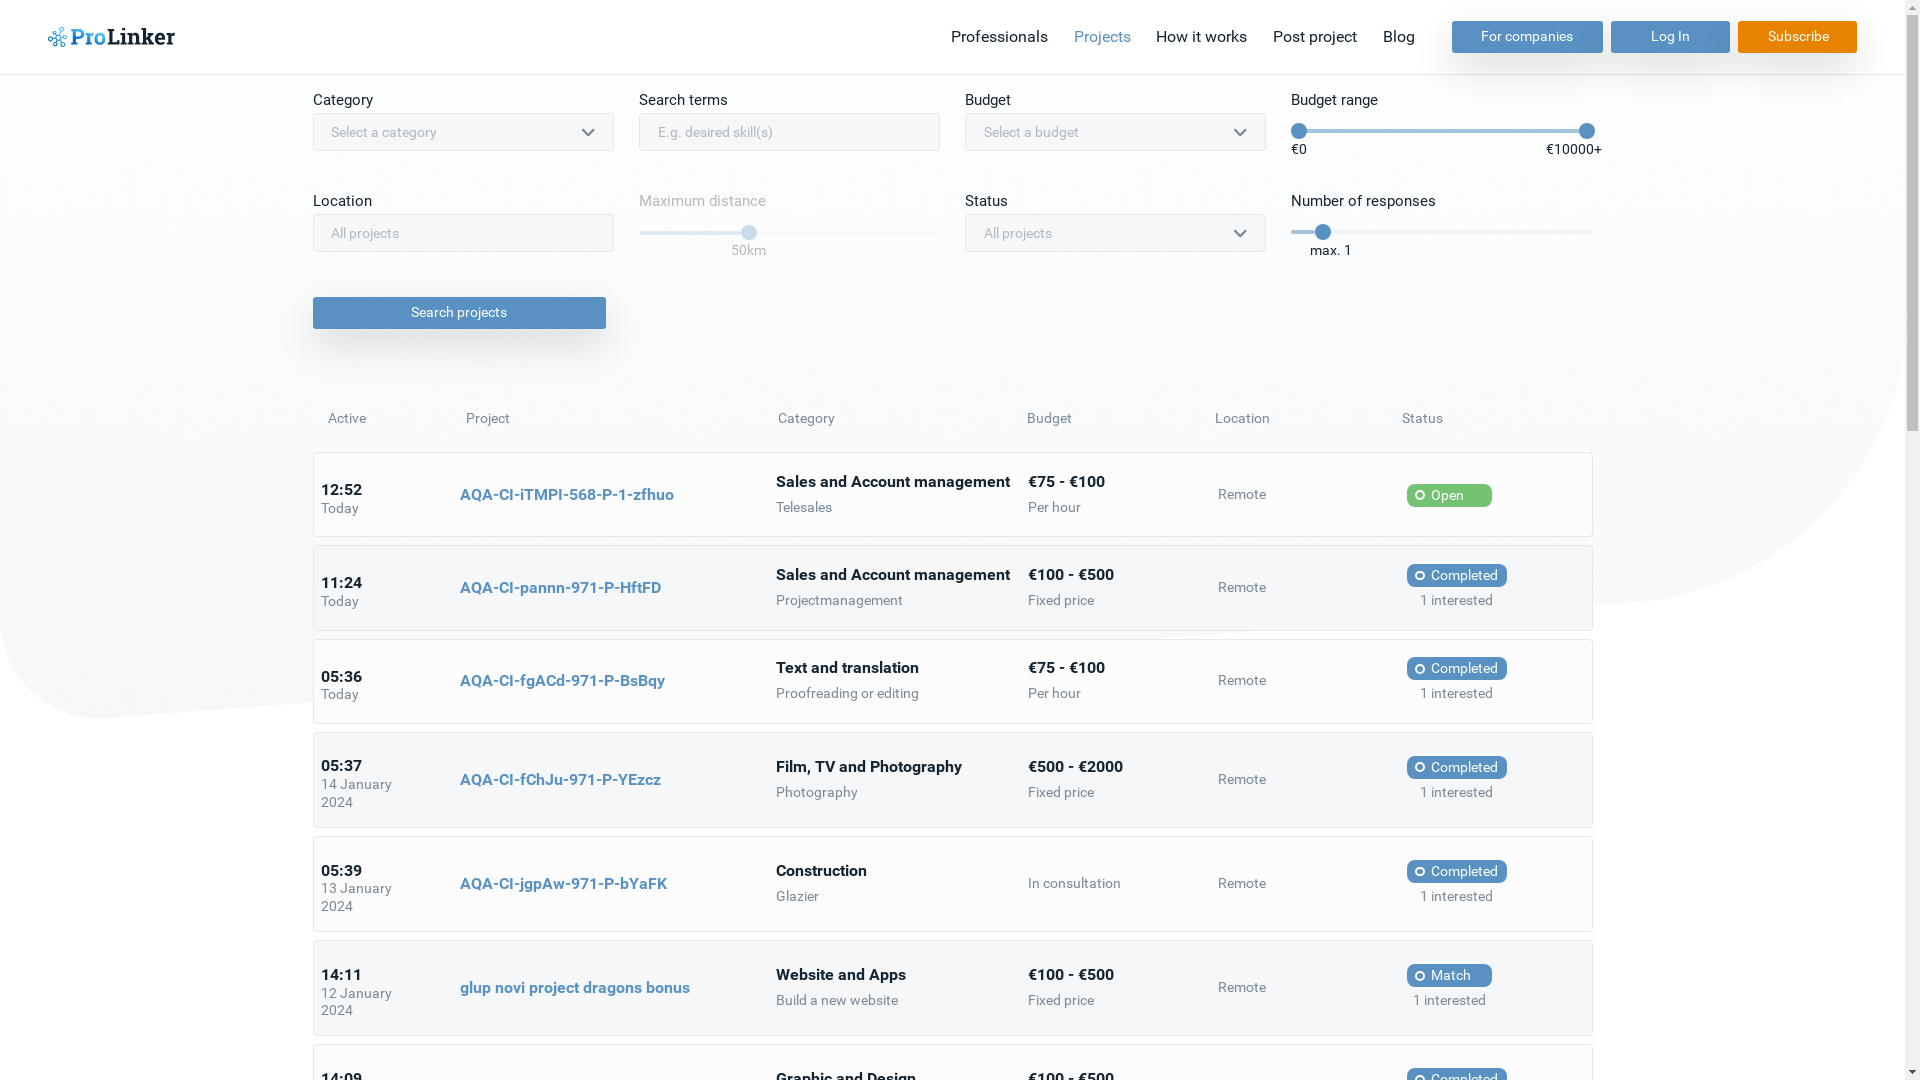 ProLinker
Professionals
Projects
How it works
Post project
Blog
For companies
Log In
Subscribe
Category
Search terms
Budget
Budget range
Select a category
E.g. desired skill(s)
Select a budget
€0
€10000+
Location
Maximum distance
Status
Number of responses
All projects
All projects
50km
max. 1
Search projects
Active
Project
Category
Budget
Location
Status
12:52
Today
AQA-CI-iTMPI-568-P-1-zfhuo
Sales and Account management
Telesales
€75 - €100
Per hour
Remote
Open
11:24
Today
AQA-CI-pannn-971-P-HftFD
Sales and Account management
Projectmanagement
€100 - €500
Fixed price
Remote
Completed
1 interested
05:36
Today
AQA-CI-fgACd-971-P-BsBqy
Text and translation
Proofreading or editing
€75 - €100
Per hour
Remote
Completed
1 interested
05:37
14 January
2024
AQA-CI-fChJu-971-P-YEzcz
Film, TV and Photography
Photography
€500 - €2000
Fixed price
Remote
Completed
1 interested
05:39
13 January
2024
AQA-CI-jgpAw-971-P-bYaFK
Construction
Glazier
In consultation
Remote
Completed
1 interested
14:11
12 January
2024
glup novi project dragons bonus
Website and Apps
Build a new website
€100 - €500
Fixed price
Remote
Match
1 interested
14:09
Graphic and Design
€100 - €500
Completed